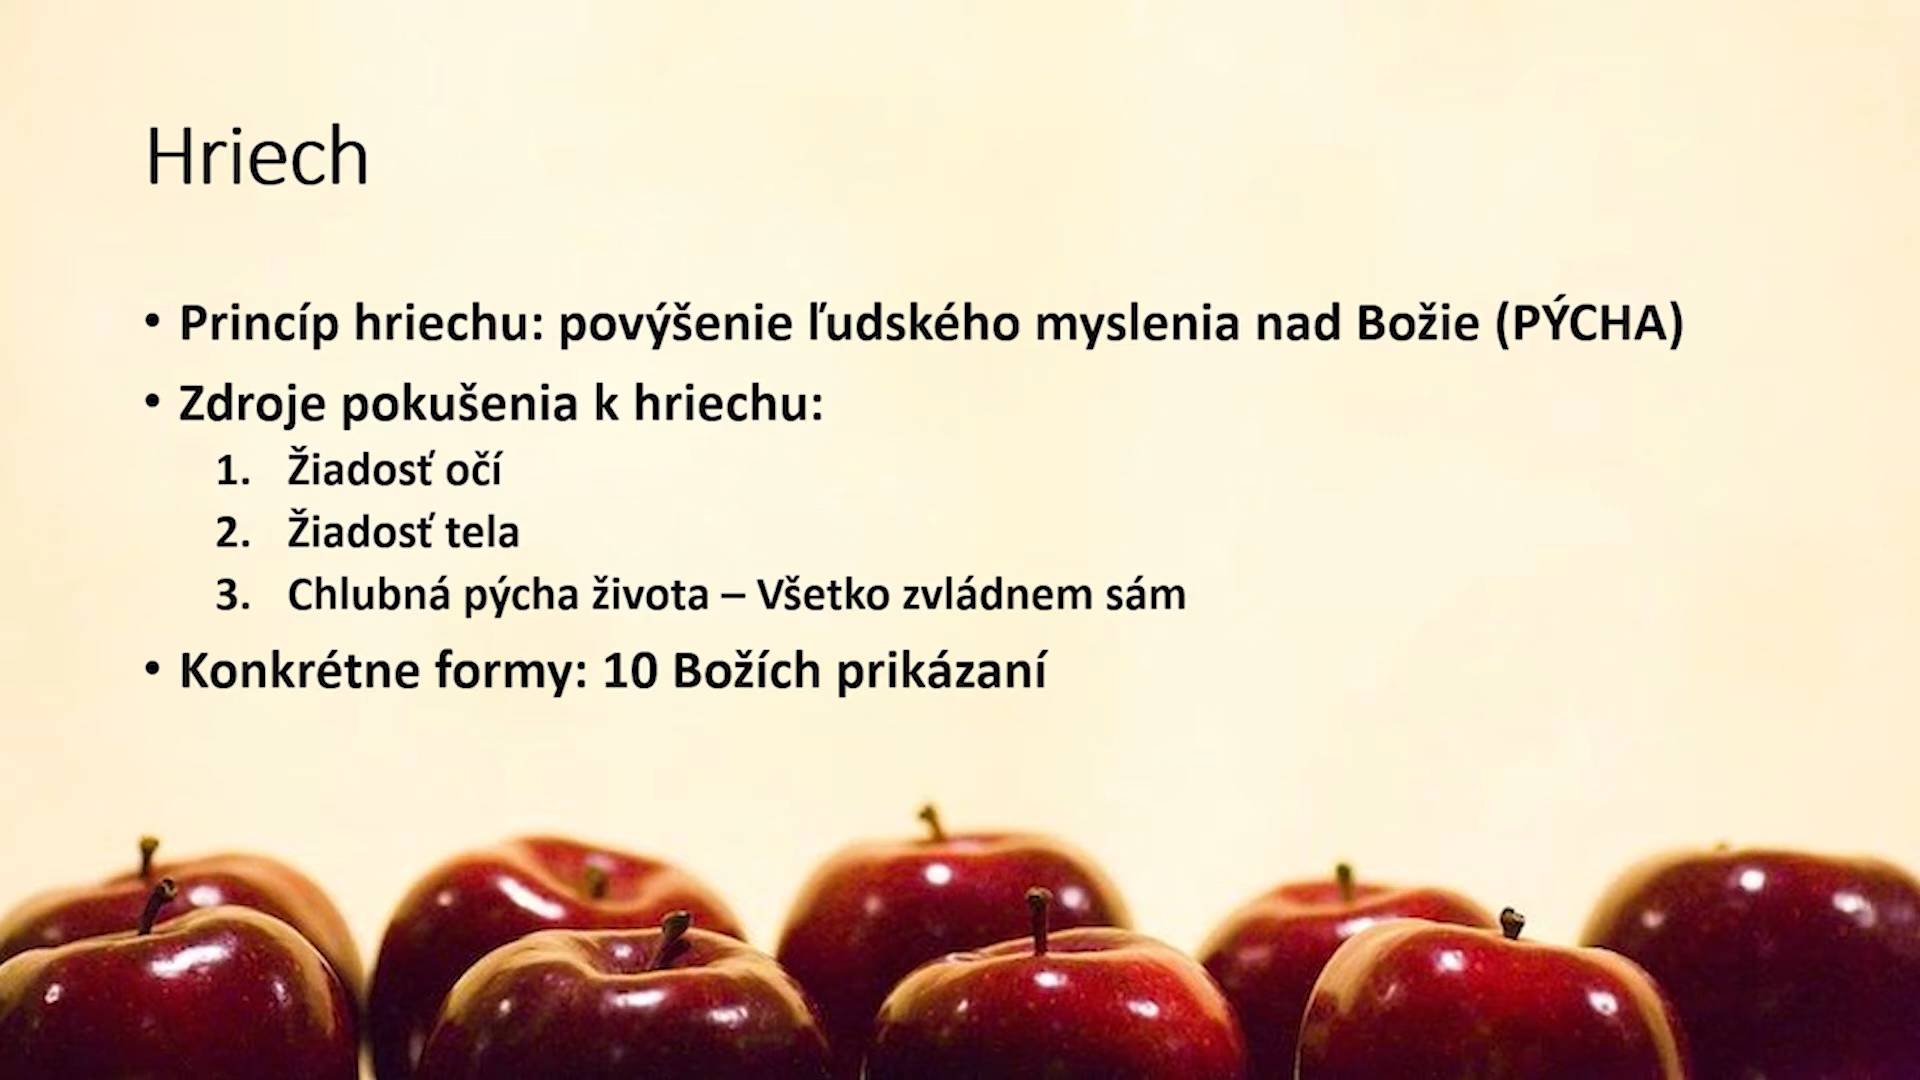 Hriech
• Princíp hriechu: povýšenie ľudského myslenia nad Božie (PÝCHA)
• Zdroje pokušenia k hriechu:
1. Žiadosť očí
2. Žiadosť tela
3. Chlubná pýcha života – Všetko zvládnem sám
• Konkrétne formy: 10 Božích prikázaní